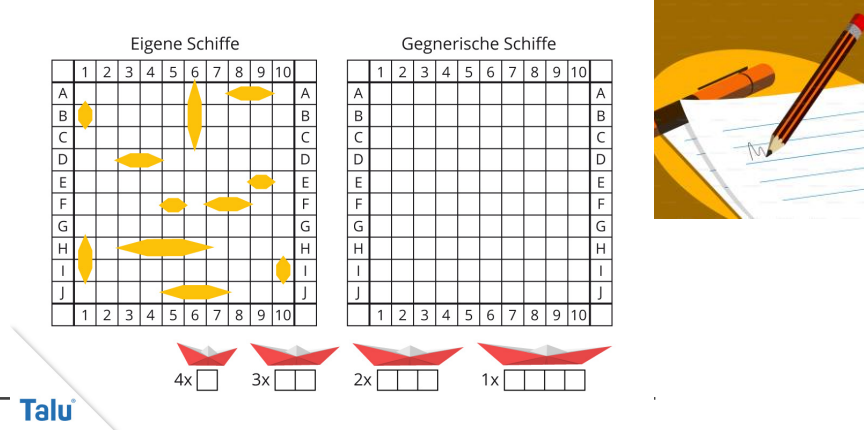 Eigene Schiffe
1 2 3 4 5 6 7 8 9 10
A A
B B
C C
D D
E E
F F
G G
H H
I I
J J
1 2 3 4 5 6 7 8 9 10
Gegnerische Schiffe
1 2 3 4 5 6 7 8 9 10
A A
B B
C C
D D
E E
F F
G G
H H
I I
J J
1 2 3 4 5 6 7 8 9 10
4x 3x 2x 1x
Talu